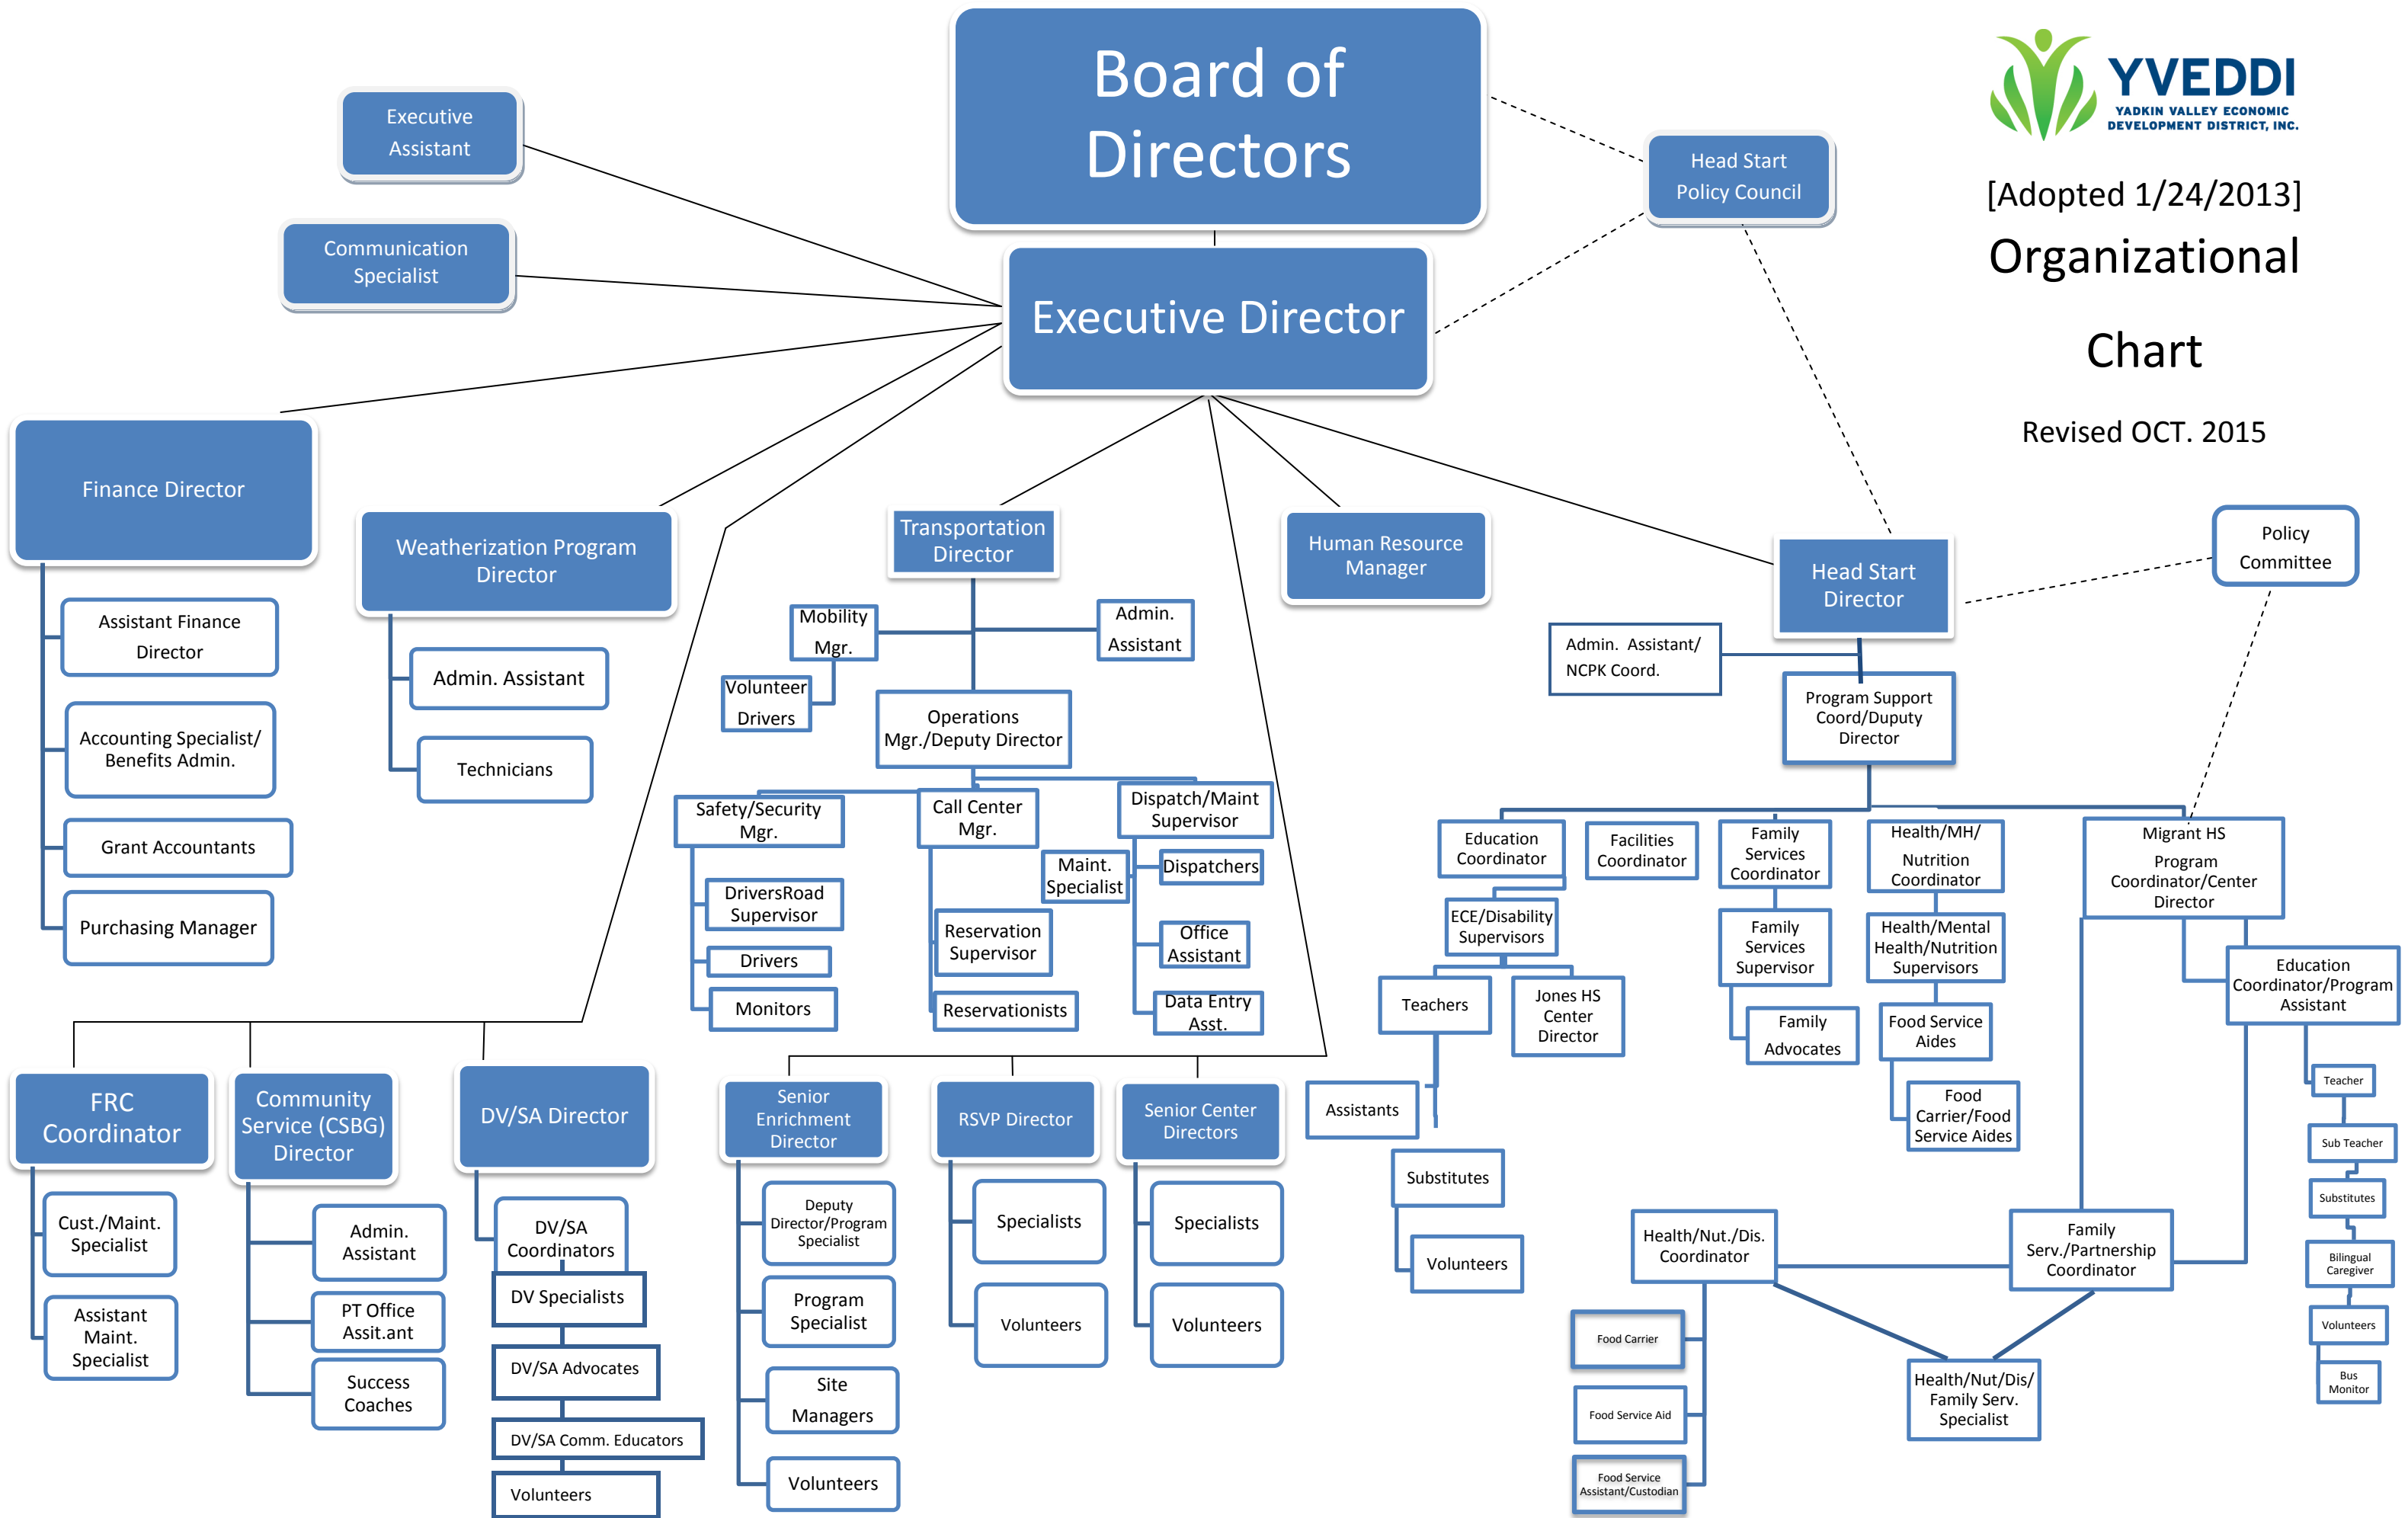 Board of
Directors
YVEDDI
YADKIN VALLEY ECONOMIC
DEVELOPMENT DISTRICT, INC.
[Adopted 1/24/2013]
Organizational
Chart
Revised OCT. 2015
Executive
Assistant
Communication
Specialist
Head Start
Policy Council
Executive Director
Finance Director
Assistant Finance
Director
Accounting Specialist/
Benefits Admin.
Grant Accountants
Purchasing Manager
Weatherization Program
Director
Admin. Assistant
Technicians
Transportation
Director
Mobility
Mgr.
Admin.
Assistant
Volunteer
Drivers
Operations
Mgr./Deputy Director
Safety/Security
Mgr.
DriversRoad
Supervisor
Drivers
Monitors
Call Center
Mgr.
Reservation
Supervisor
Reservationists
Dispatch/Maint
Supervisor
Maint.
Specialist
Dispatchers
Office
Assistant
Data Entry
Asst.
Human Resource
Manager
Head Start
Director
Policy
Committee
Admin. Assistant/
NCPK Coord.
Program Support
Coord/Duputy
Director
Education
Coordinator
ECE/Disability
Supervisors
Teachers
Jones HS
Center
Director
Assistants
Substitutes
Volunteers
Facilities
Coordinator
Family
Services
Coordinator
Family
Services
Supervisor
Family
Advocates
Health/MH/
Nutrition
Coordinator
Health/Mental
Health/Nutrition
Supervisors
Food Service
Aides
Food
Carrier/Food
Service Aides
Migrant HS
Program
Coordinator/Center
Director
Education
Coordinator/Program
Assistant
Teacher
Sub Teacher
Substitutes
Bilingual
Caregiver
Volunteers
Bus
Monitor
Family
Serv./Partnership
Coordinator
Health/Nut./Dis.
Coordinator
Food Carrier
Food Service Aid
Food Service
Assistant/Custodian
Health/Nut/Dis/
Family Serv.
Specialist
FRC
Coordinator
Cust./Maint.
Specialist
Assistant
Maint.
Specialist
Community
Service (CSBG)
Director
Admin.
Assistant
PT Office
Assit.ant
Success
Coaches
DV/SA Director
DV/SA
Coordinators
DV Specialists
DV/SA Advocates
DV/SA Comm. Educators
Volunteers
Senior
Enrichment
Director
Deputy
Director/Program
Specialist
Program
Specialist
Site
Managers
Volunteers
RSVP Director
Specialists
Volunteers
Senior Center
Directors
Specialists
Volunteers